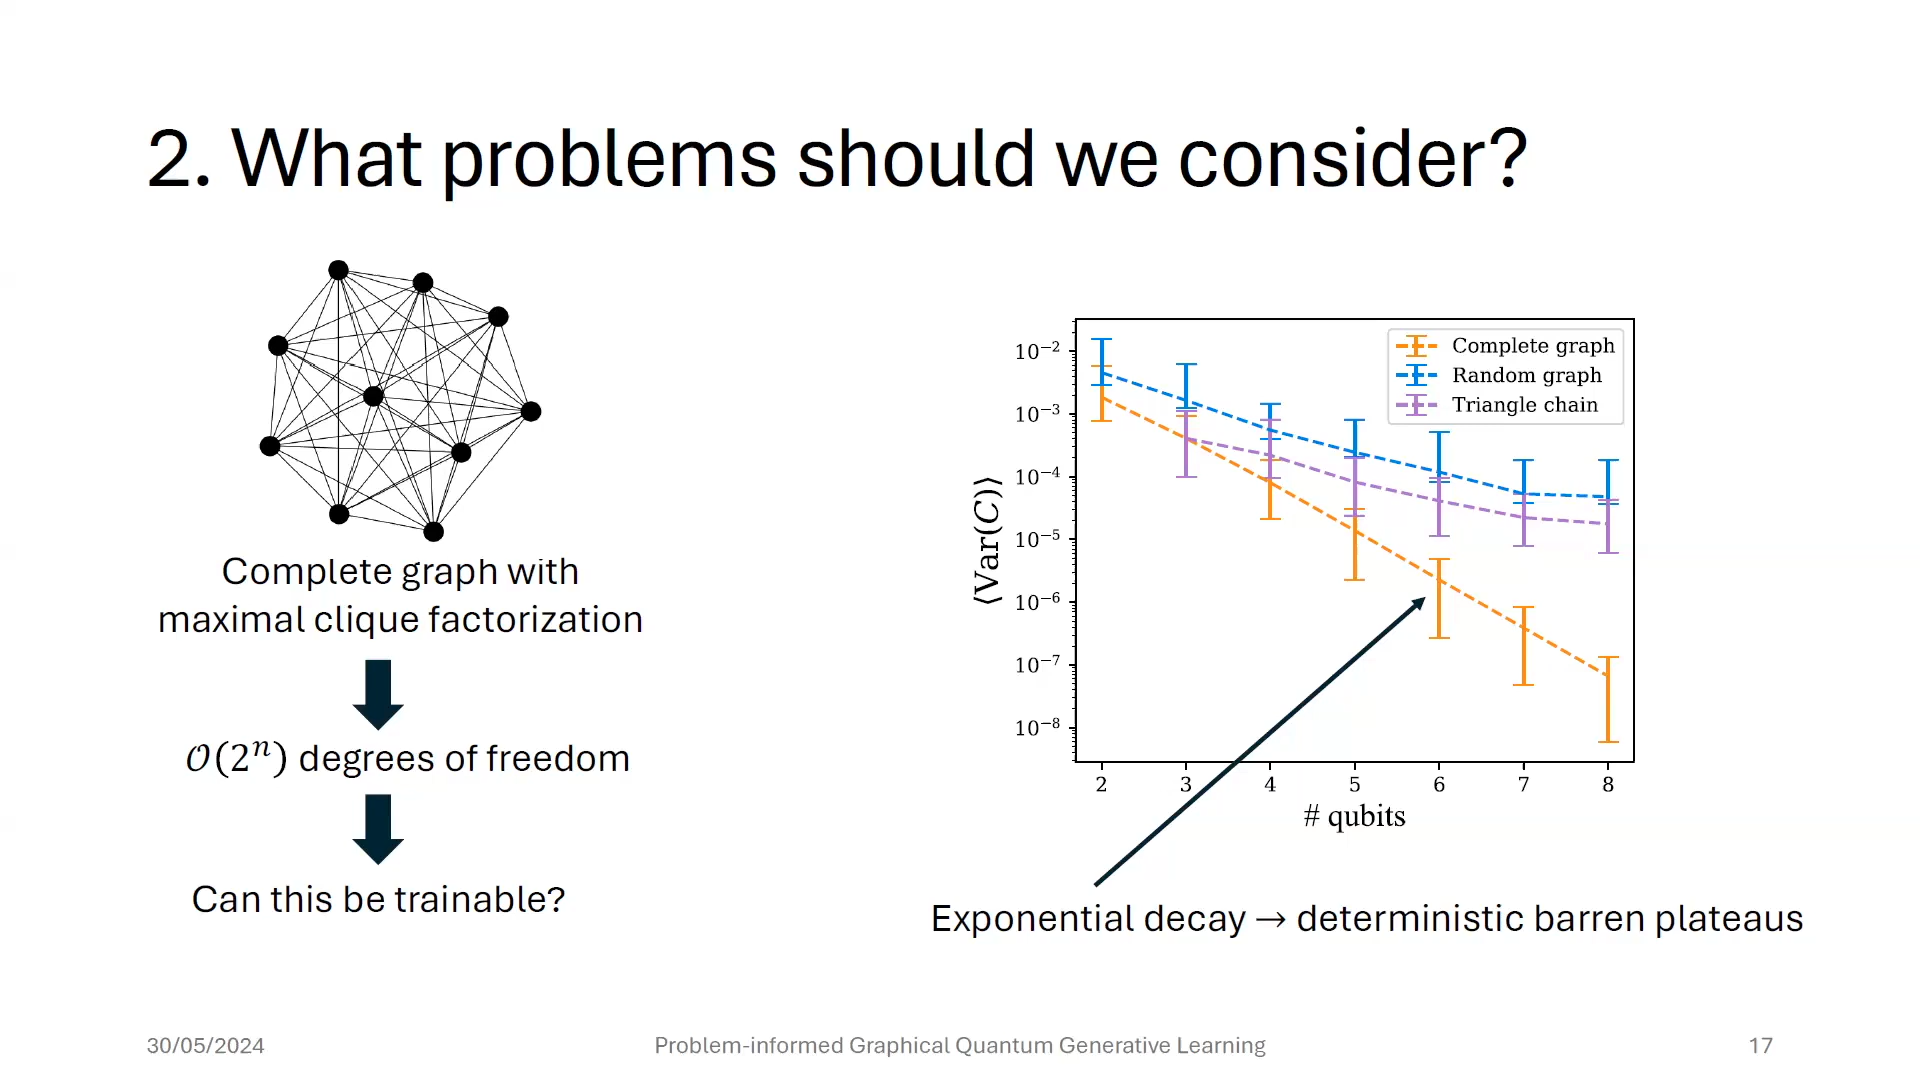 2. What problems should we consider?
Complete graph with
maximal clique factorization
𝒪(2ⁿ) degrees of freedom
Can this be trainable?
Complete graph
Random graph
Triangle chain
10⁻²
10⁻³
10⁻⁴
10⁻⁵
10⁻⁶
10⁻⁷
10⁻⁸
⟨Var(C)⟩
2 3 4 5 6 7 8
# qubits
Exponential decay → deterministic barren plateaus
30/05/2024
Problem-informed Graphical Quantum Generative Learning
17